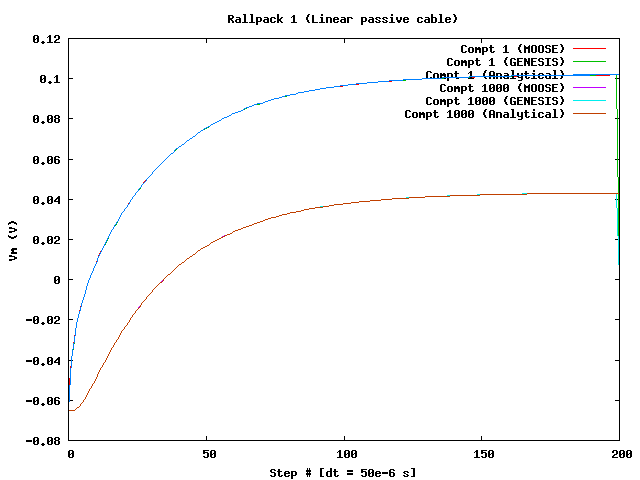 Rallpack 1 (Linear passive cable)
0.12
0.1
0.08
0.06
0.04
0.02
0
-0.02
-0.04
-0.06
-0.08
Vm (V)
Compt 1 (MOOSE)
Compt 1 (GENESIS)
Compt 1 (Analytical)
Compt 1000 (MOOSE)
Compt 1000 (GENESIS)
Compt 1000 (Analytical)
0 50 100 150 200
Step # [dt = 50e-6 s]